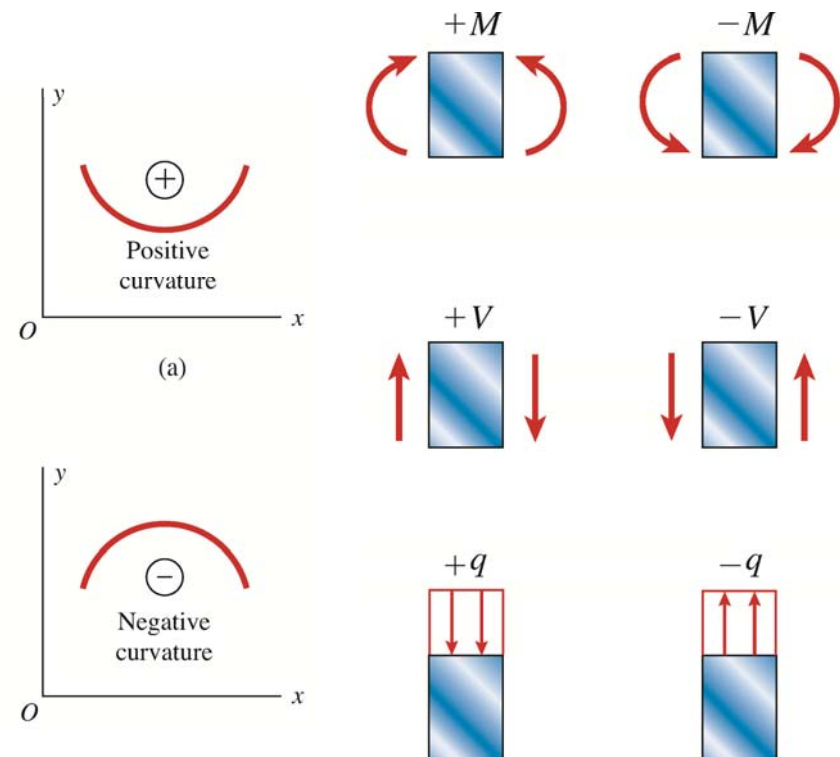 y
+
Positive
curvature
O
x
(a)
y
−
Negative
curvature
O
x
+M
−M
+V
−V
+q
−q